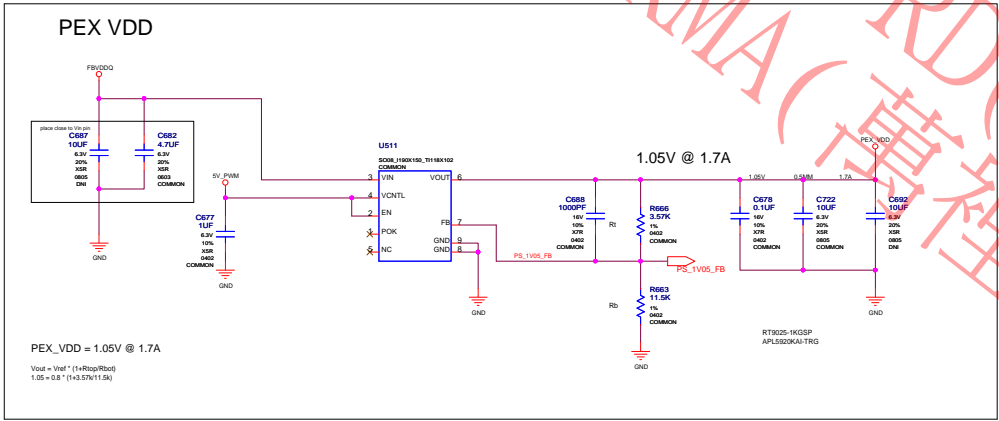 PEX VDD
FBVDDQ
place close to Vin pin
C687
10UF
6.3V
20%
X5R
0805
DNI
C682
4.7UF
6.3V
20%
X5R
0603
COMMON
GND
5V_PWM
C677
1UF
6.3V
10%
X5R
0402
COMMON
GND
U511
SO08_I190X150_TI118X102
COMMON
3 VIN VOUT 6
4 VCNTL
2 EN
FB 7
1 POK
GND 9
5 NC GND 8
GND
PS_1V05_FB
1.05V @ 1.7A
C688
1000PF
16V
10%
X7R
0402
COMMON
Rt
R666
3.57K
1%
0402
COMMON
PS_1V05_FB
Rb
R663
11.5K
1%
0402
COMMON
GND
PEX_VDD
1.05V 0.5MM 1.7A
C678
0.1UF
16V
10%
X7R
0402
COMMON
C722
10UF
6.3V
20%
X5R
0805
COMMON
C692
10UF
6.3V
20%
X5R
0805
DNI
GND
RT9025-1KGSP
APL5920KAI-TRG
PEX_VDD = 1.05V @ 1.7A
Vout = Vref * (1+Rtop/Rbot)
1.05 = 0.8 * (1+3.57k/11.5k)